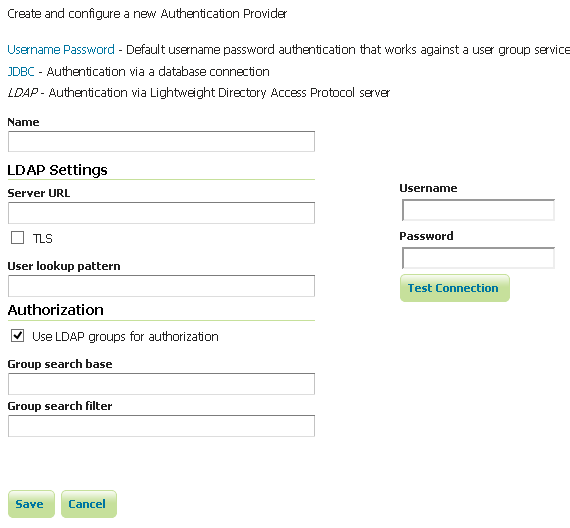 Create and configure a new Authentication Provider
Username Password - Default username password authentication that works against a user group service
JDBC - Authentication via a database connection
LDAP - Authentication via Lightweight Directory Access Protocol server
Name
LDAP Settings
Server URL
TLS
User lookup pattern
Username
Password
Test Connection
Authorization
Use LDAP groups for authorization
Group search base
Group search filter
Save
Cancel